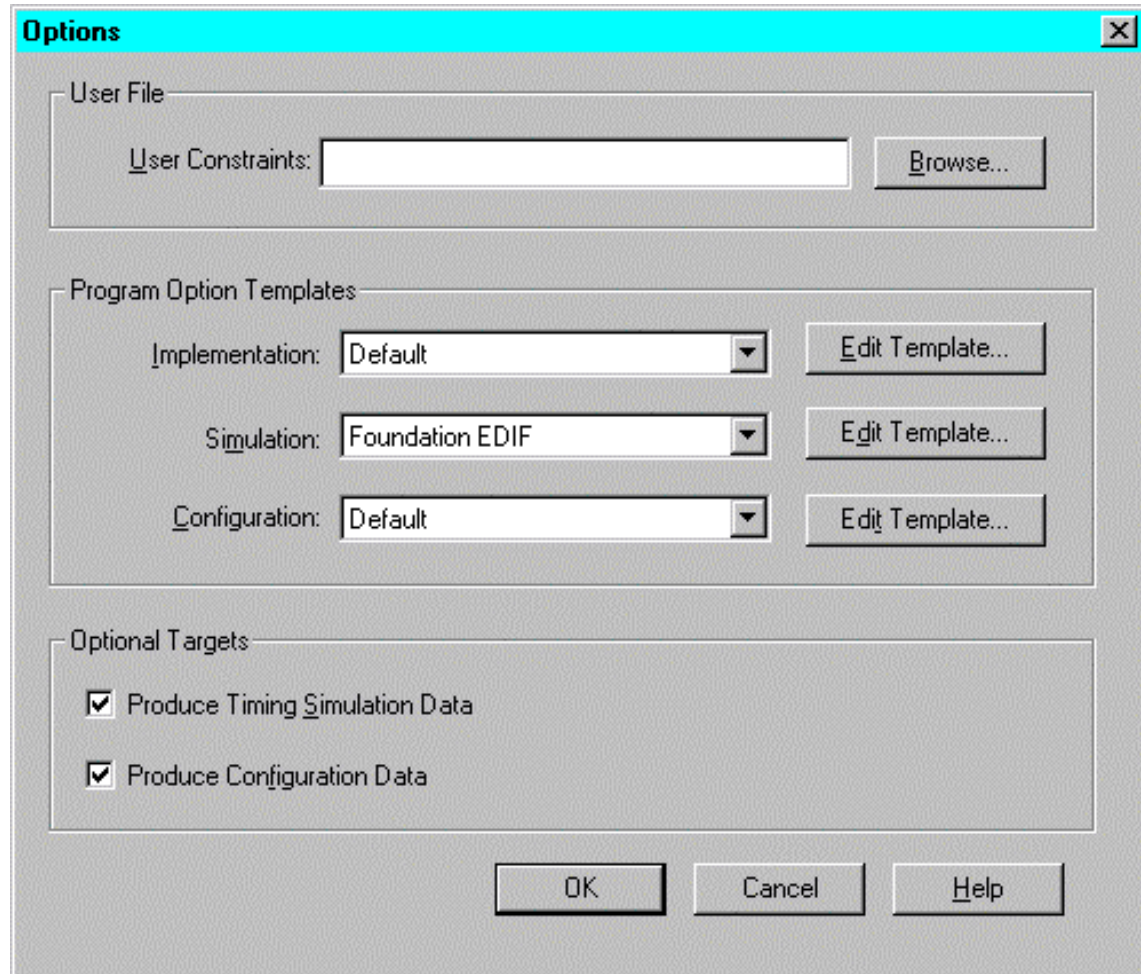 Options
User File
User Constraints:
Browse...
Program Option Templates
Implementation: Default Edit Template...
Simulation: Foundation EDIF Edit Template...
Configuration: Default Edit Template...
Optional Targets
Produce Timing Simulation Data
Produce Configuration Data
OK Cancel Help